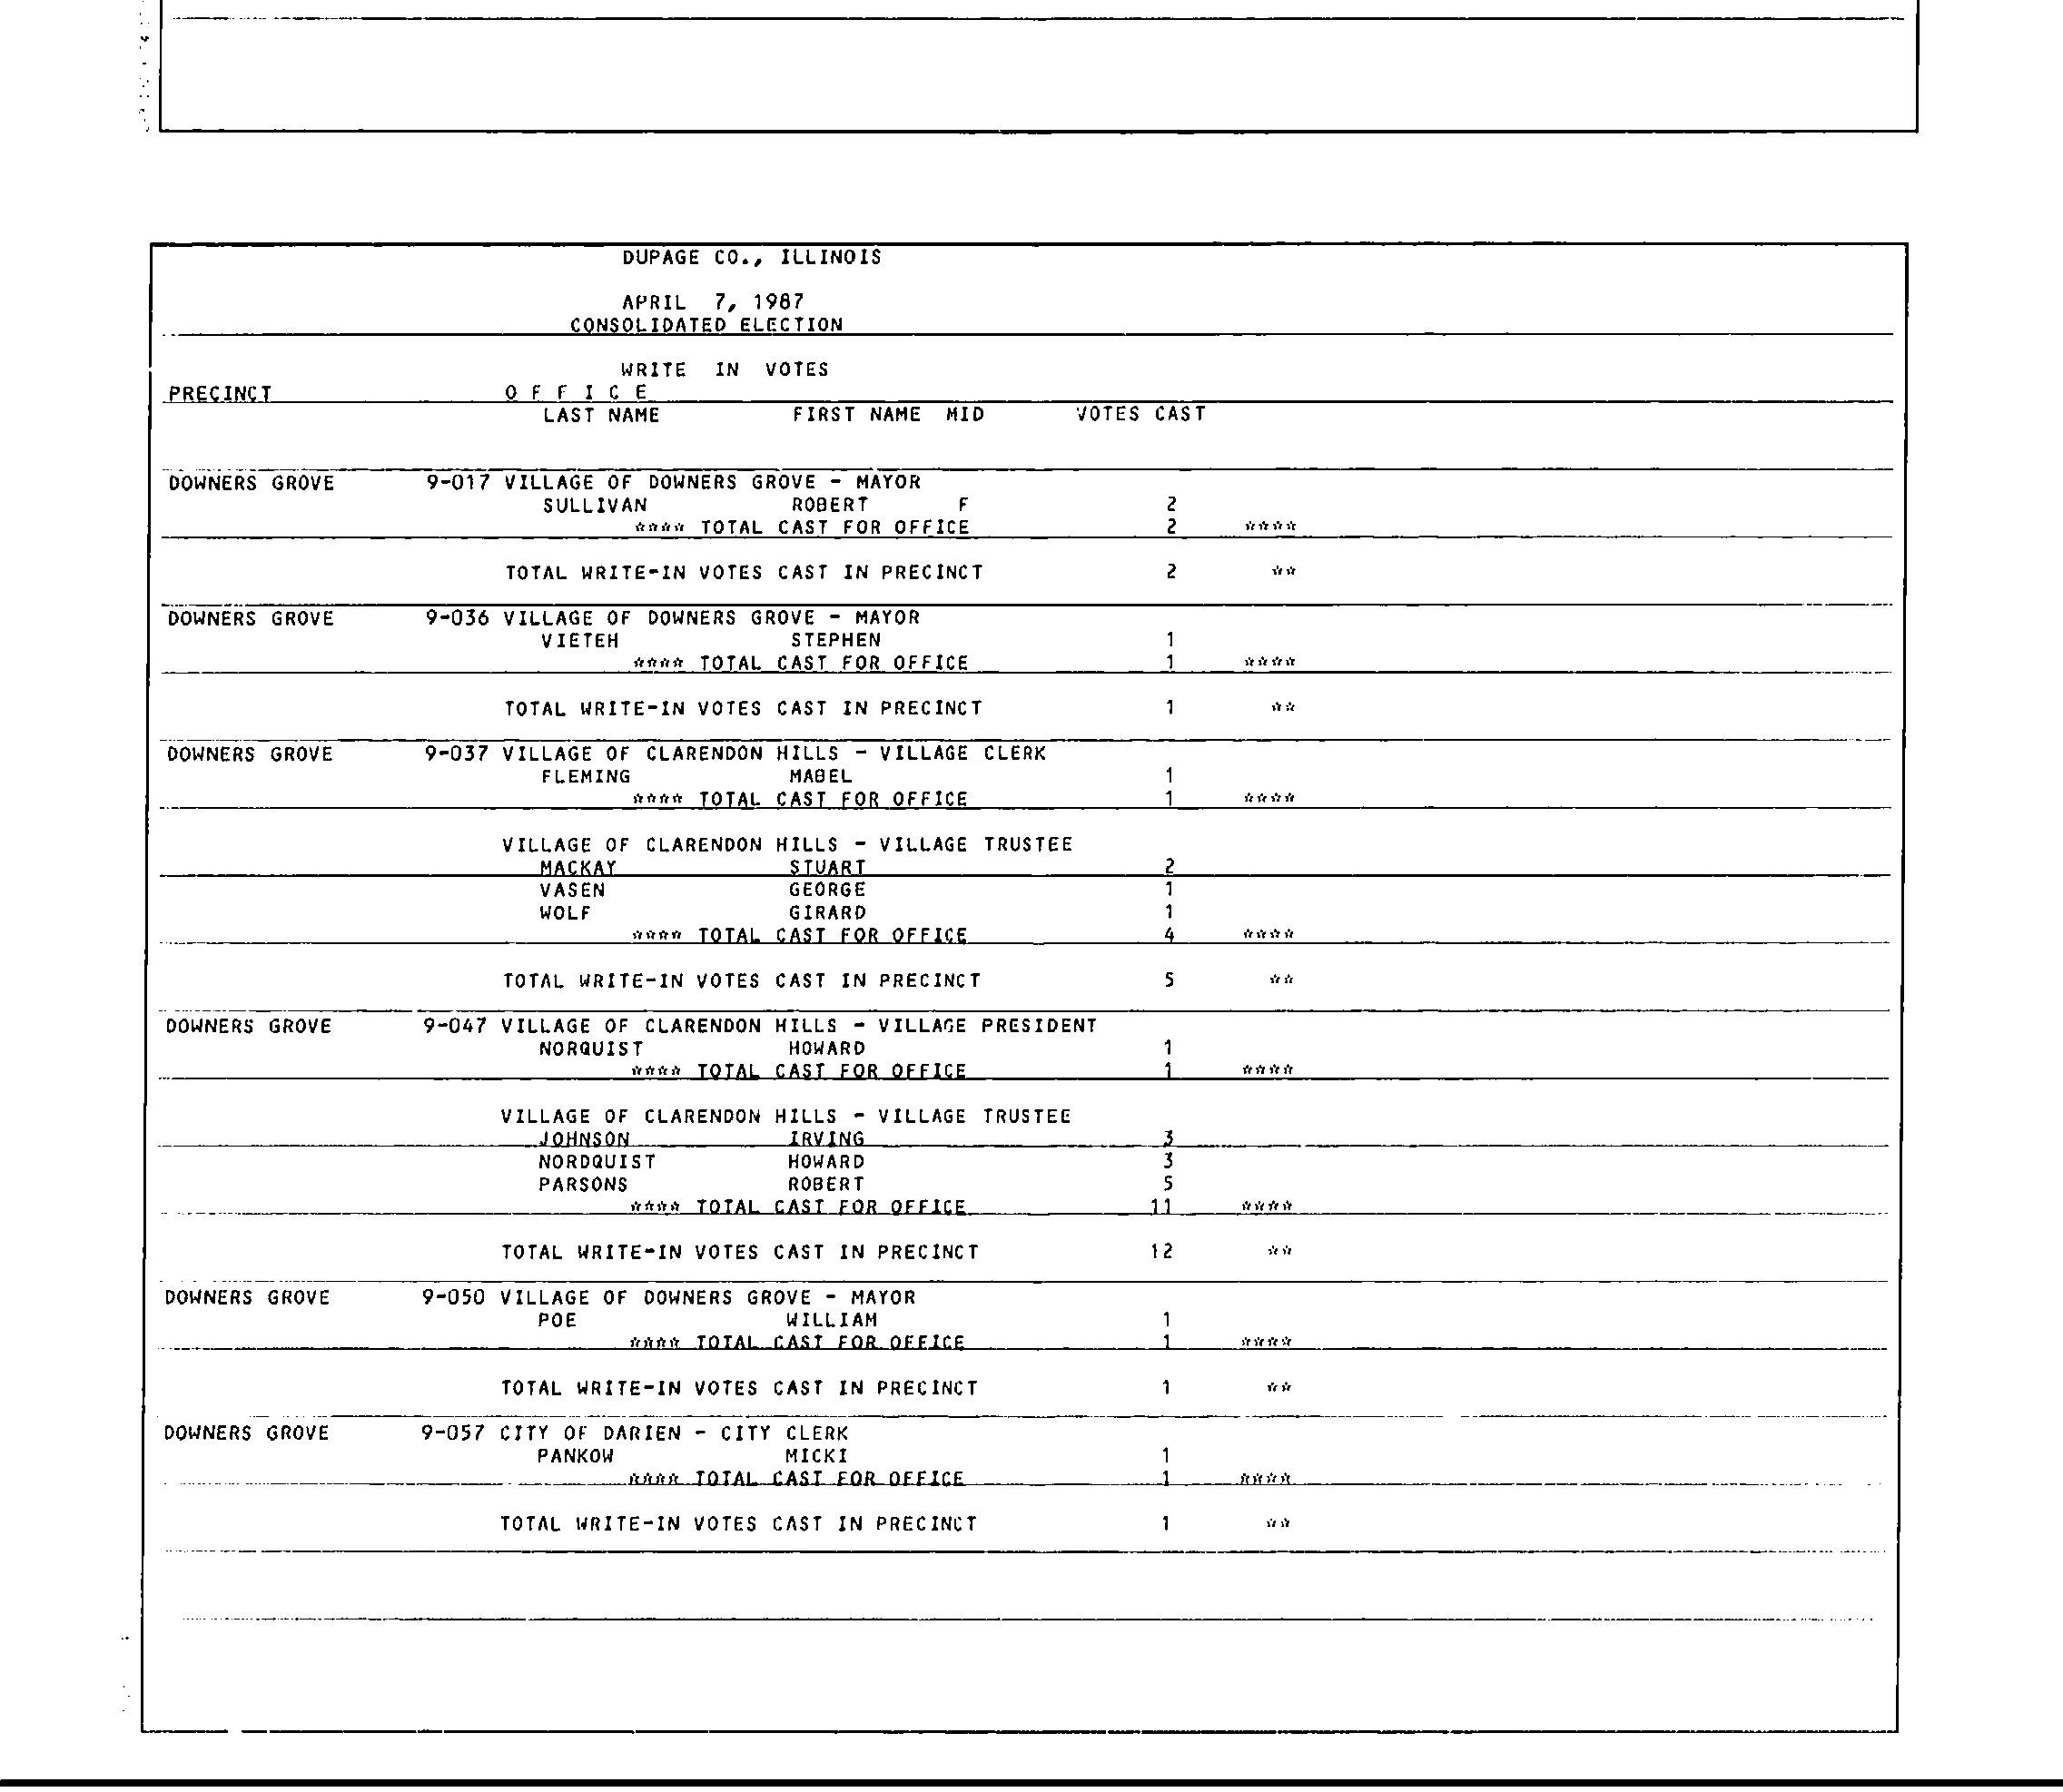 DUPAGE CO., ILLINOIS
APRIL 7, 1987
CONSOLIDATED ELECTION
WRITE IN VOTES
PRECINCT O F F I C E
LAST NAME FIRST NAME MID VOTES CAST
DOWNERS GROVE 9-017 VILLAGE OF DOWNERS GROVE - MAYOR
SULLIVAN ROBERT F 2
**** TOTAL CAST FOR OFFICE 2 ****
TOTAL WRITE-IN VOTES CAST IN PRECINCT 2 **
DOWNERS GROVE 9-036 VILLAGE OF DOWNERS GROVE - MAYOR
VIETEH STEPHEN 1
**** TOTAL CAST FOR OFFICE 1 ****
TOTAL WRITE-IN VOTES CAST IN PRECINCT 1 **
DOWNERS GROVE 9-037 VILLAGE OF CLARENDON HILLS - VILLAGE CLERK
FLEMING MABEL 1
**** TOTAL CAST FOR OFFICE 1 ****
VILLAGE OF CLARENDON HILLS - VILLAGE TRUSTEE
MACKAY STUART 2
VASEN GEORGE 1
WOLF GIRARD 1
**** TOTAL CAST FOR OFFICE 4 ****
TOTAL WRITE-IN VOTES CAST IN PRECINCT 5 **
DOWNERS GROVE 9-047 VILLAGE OF CLARENDON HILLS - VILLAGE PRESIDENT
NORQUIST HOWARD 1
**** TOTAL CAST FOR OFFICE 1 ****
VILLAGE OF CLARENDON HILLS - VILLAGE TRUSTEE
JOHNSON IRVING 3
NORDQUIST HOWARD 3
PARSONS ROBERT 5
**** TOTAL CAST FOR OFFICE 11 ****
TOTAL WRITE-IN VOTES CAST IN PRECINCT 12 **
DOWNERS GROVE 9-050 VILLAGE OF DOWNERS GROVE - MAYOR
POE WILLIAM 1
**** TOTAL CAST FOR OFFICE 1 ****
TOTAL WRITE-IN VOTES CAST IN PRECINCT 1 **
DOWNERS GROVE 9-057 CITY OF DARIEN - CITY CLERK
PANKOW MICKI 1
**** TOTAL CAST FOR OFFICE 1 ****
TOTAL WRITE-IN VOTES CAST IN PRECINCT 1 **